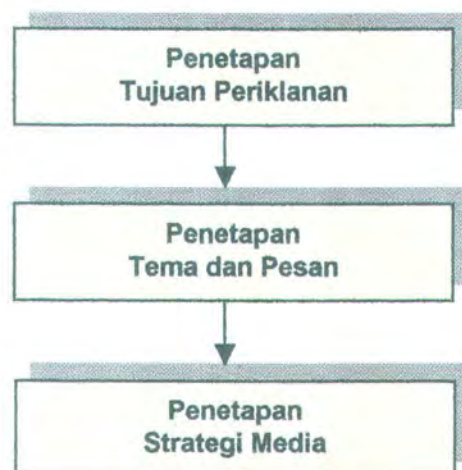 Penetapan
Tujuan Periklanan
Penetapan
Tema dan Pesan
Penetapan
Strategi Media